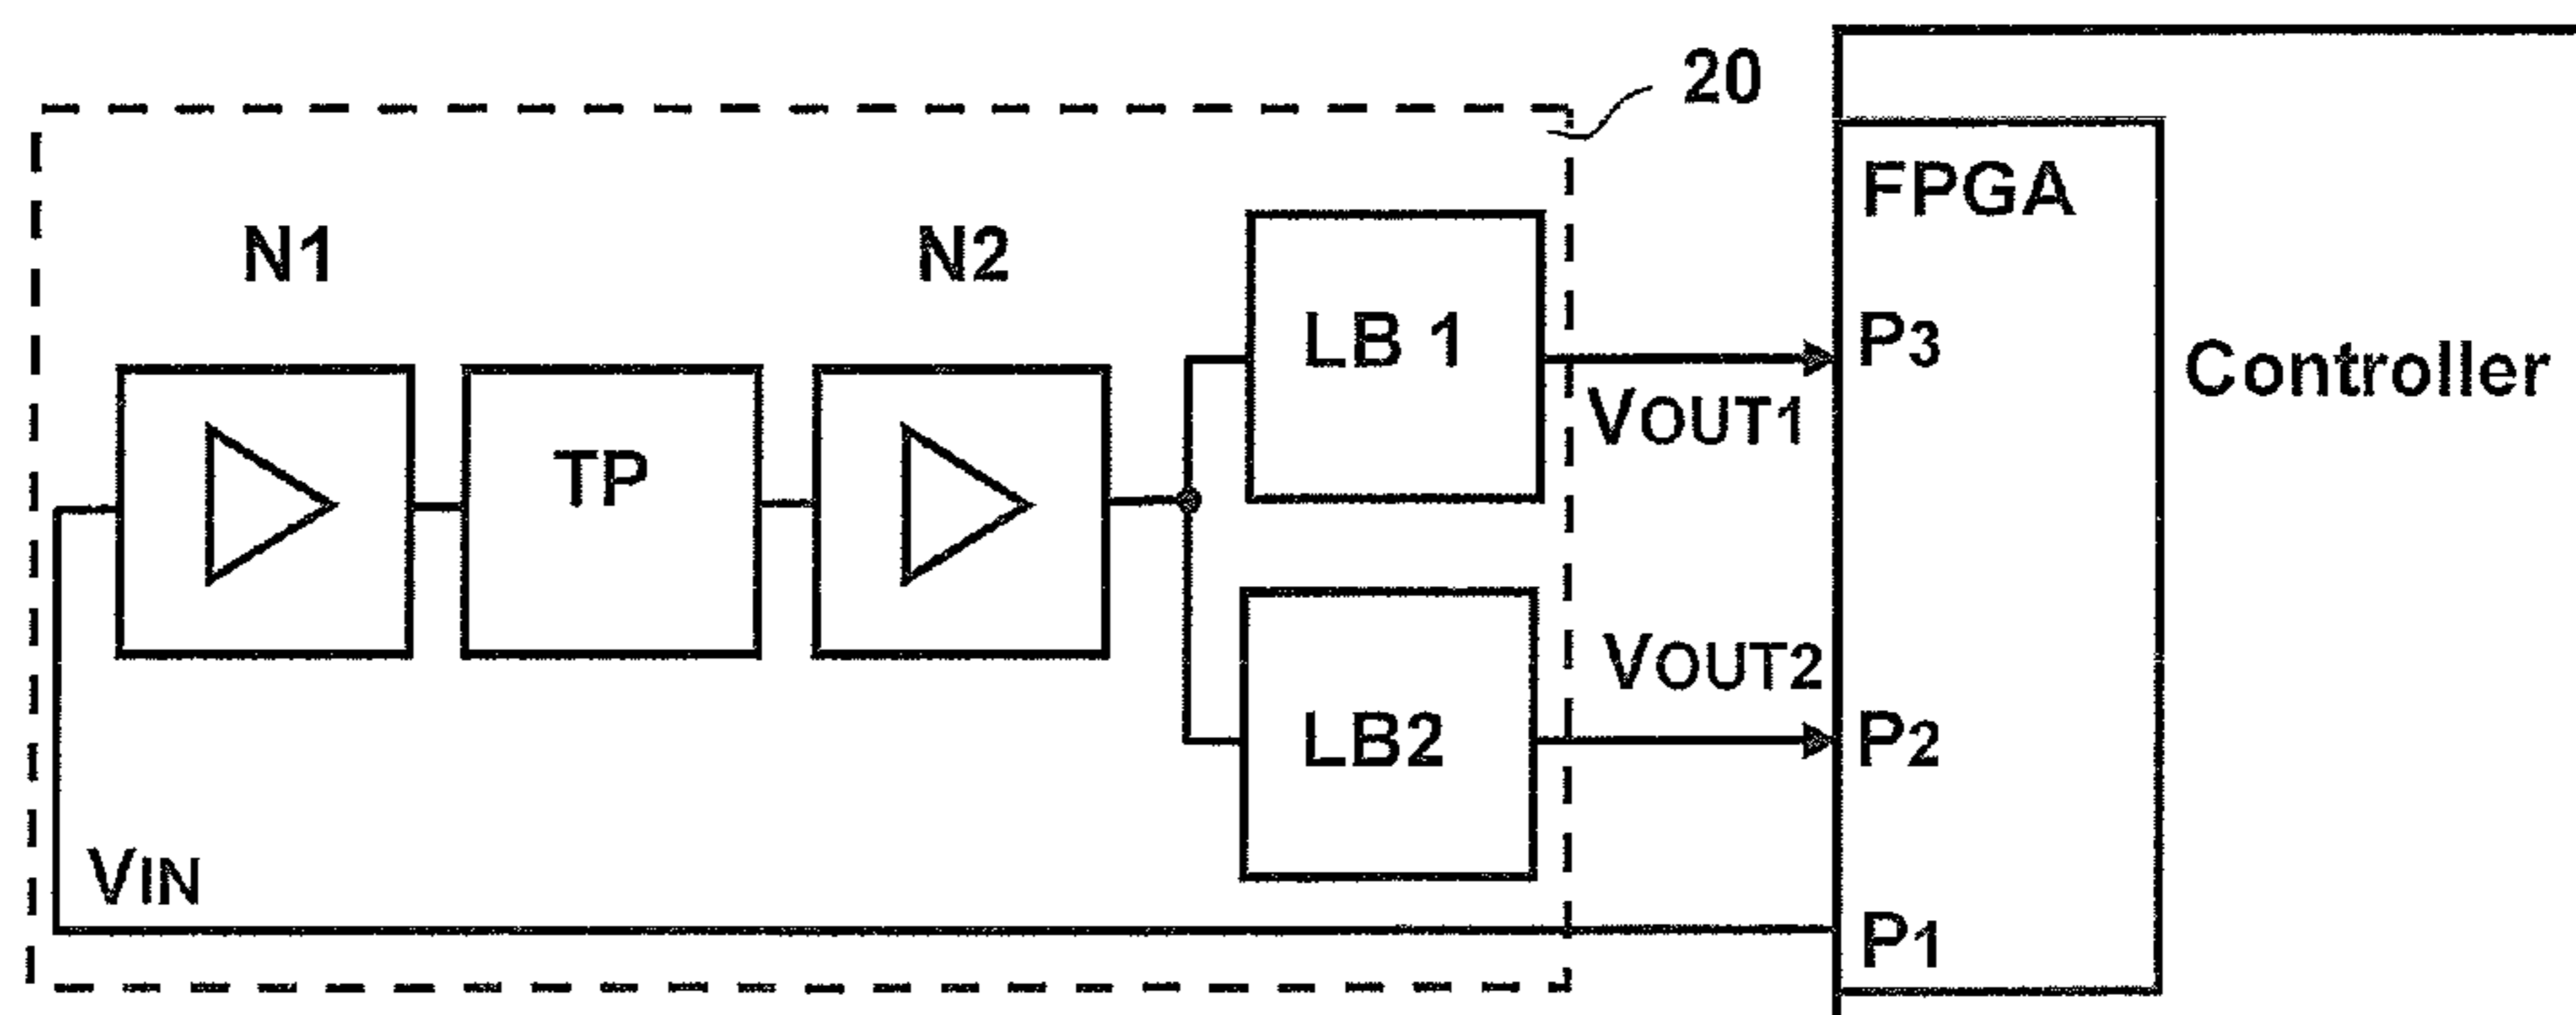 20
FPGA
N1
N2
LB 1
P3
Controller
VOUT1
TP
VOUT2
LB2
P2
VIN
P1